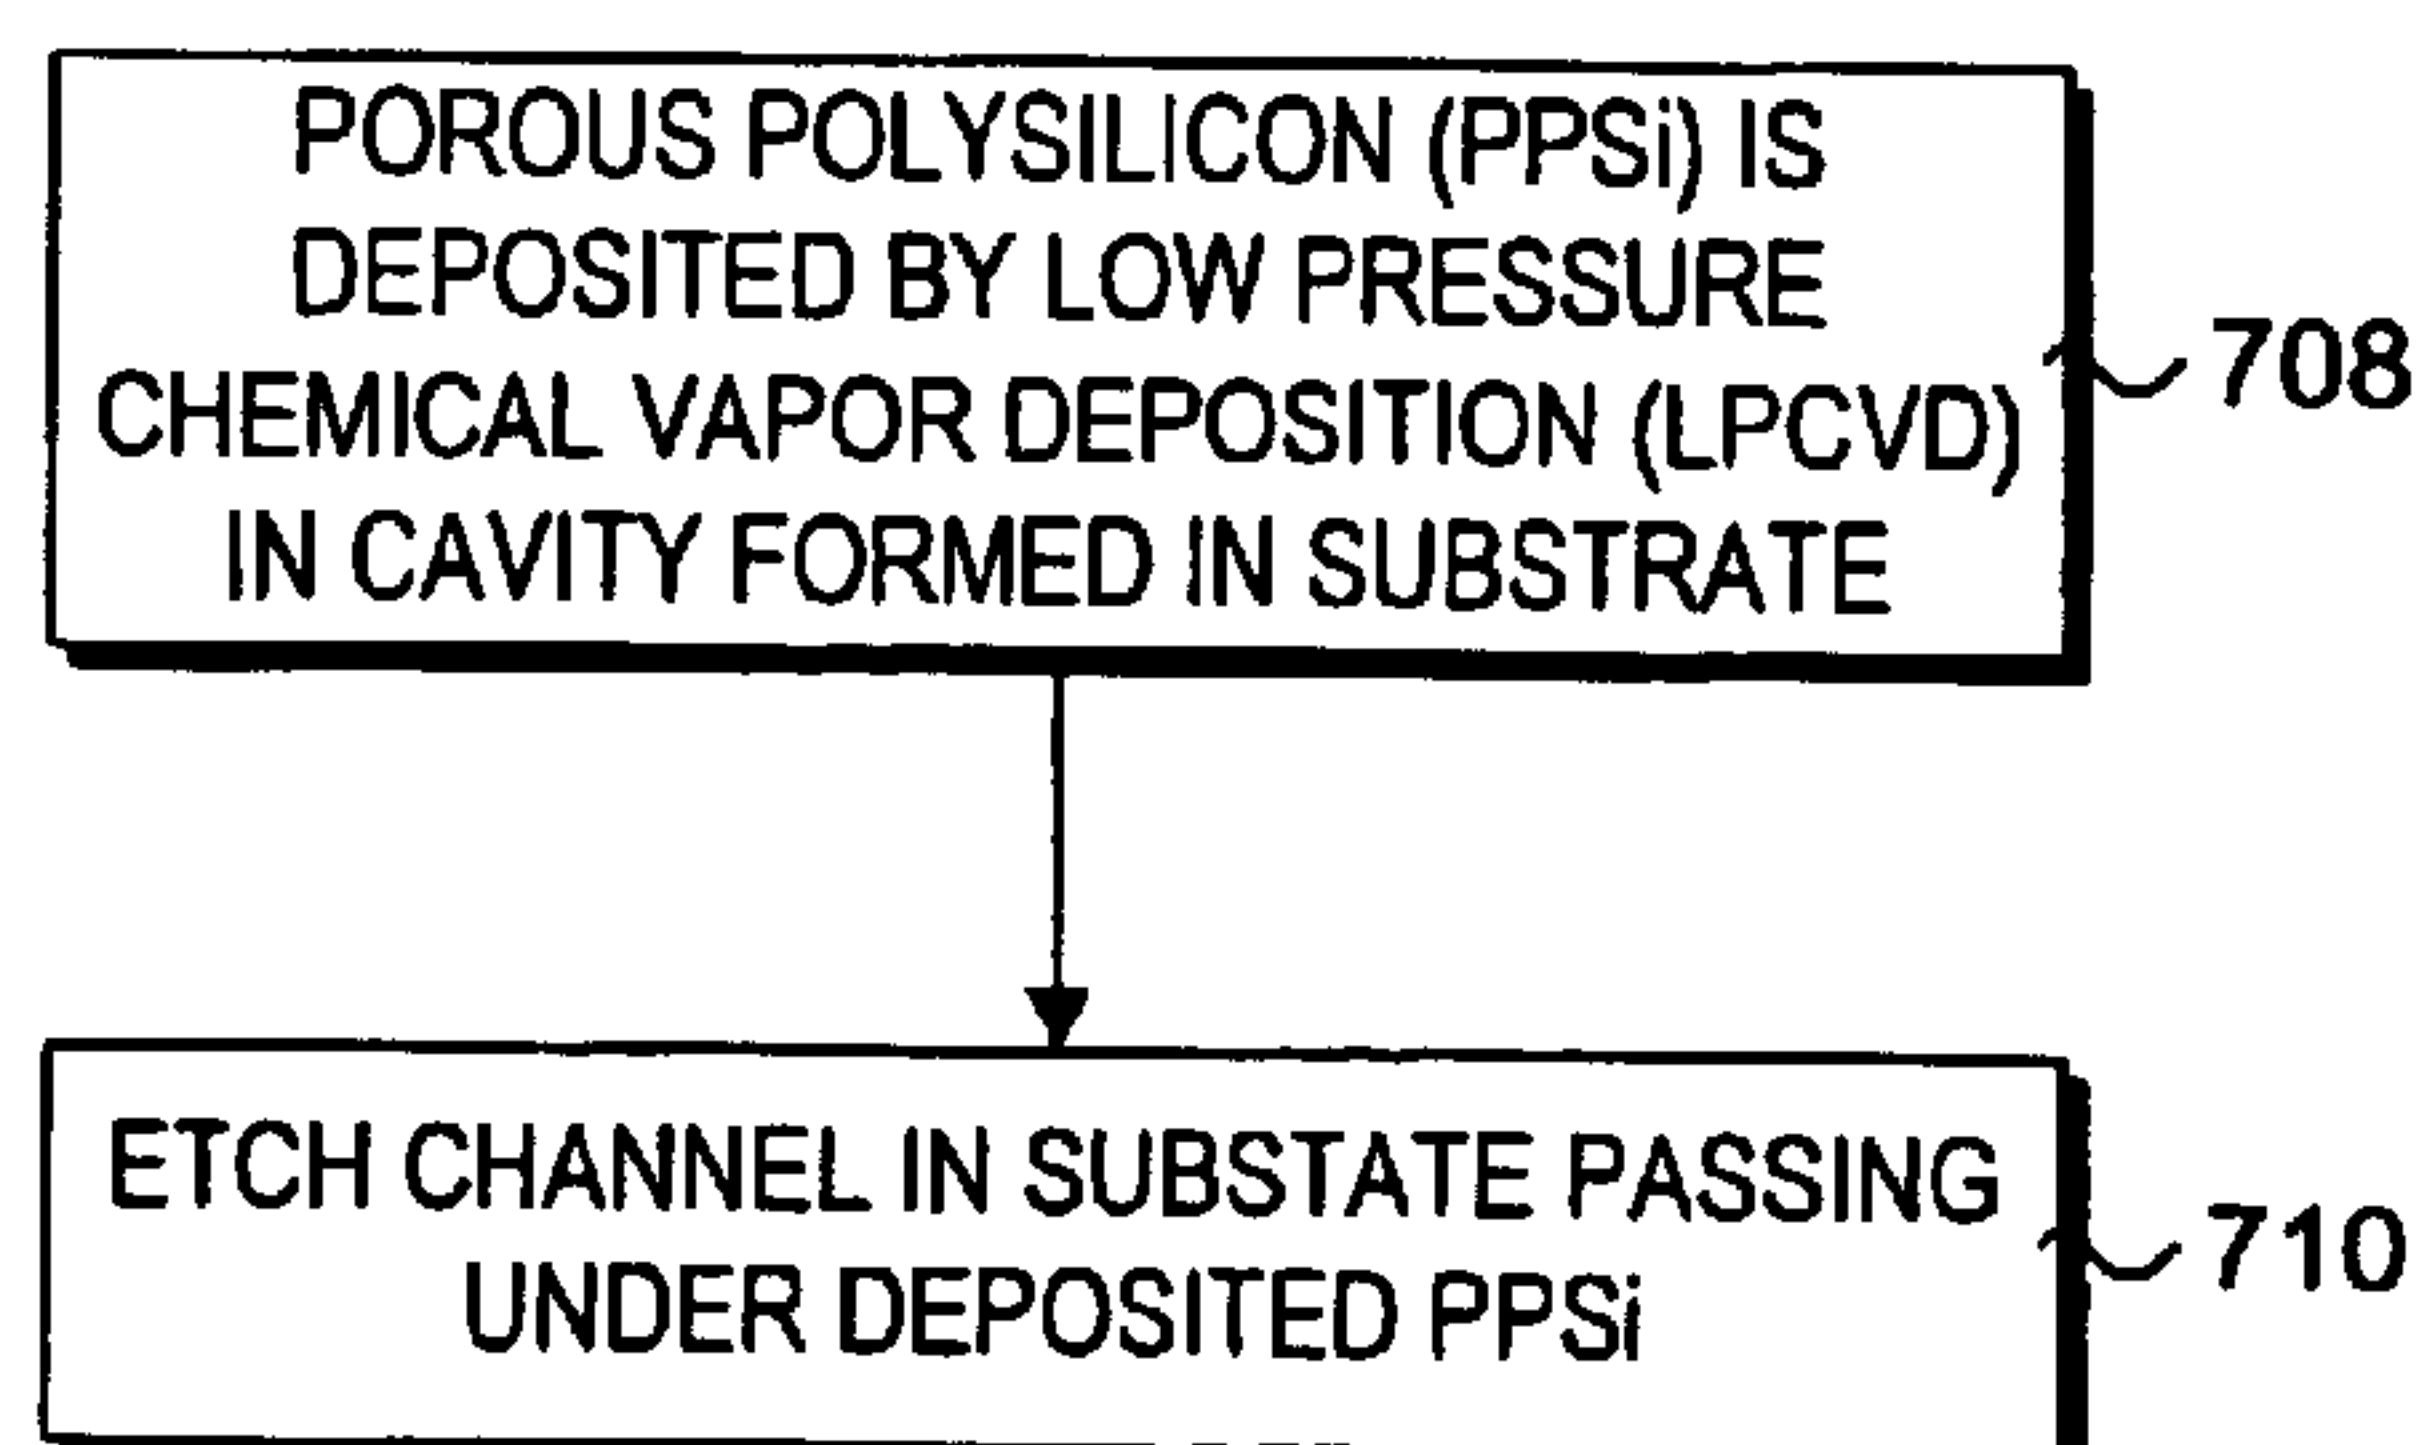 POROUS POLYSILICON (PPSi) IS
DEPOSITED BY LOW PRESSURE
CHEMICAL VAPOR DEPOSITION (LPCVD)
IN CAVITY FORMED IN SUBSTRATE
708
ETCH CHANNEL IN SUBSTATE PASSING
UNDER DEPOSITED PPSi
710